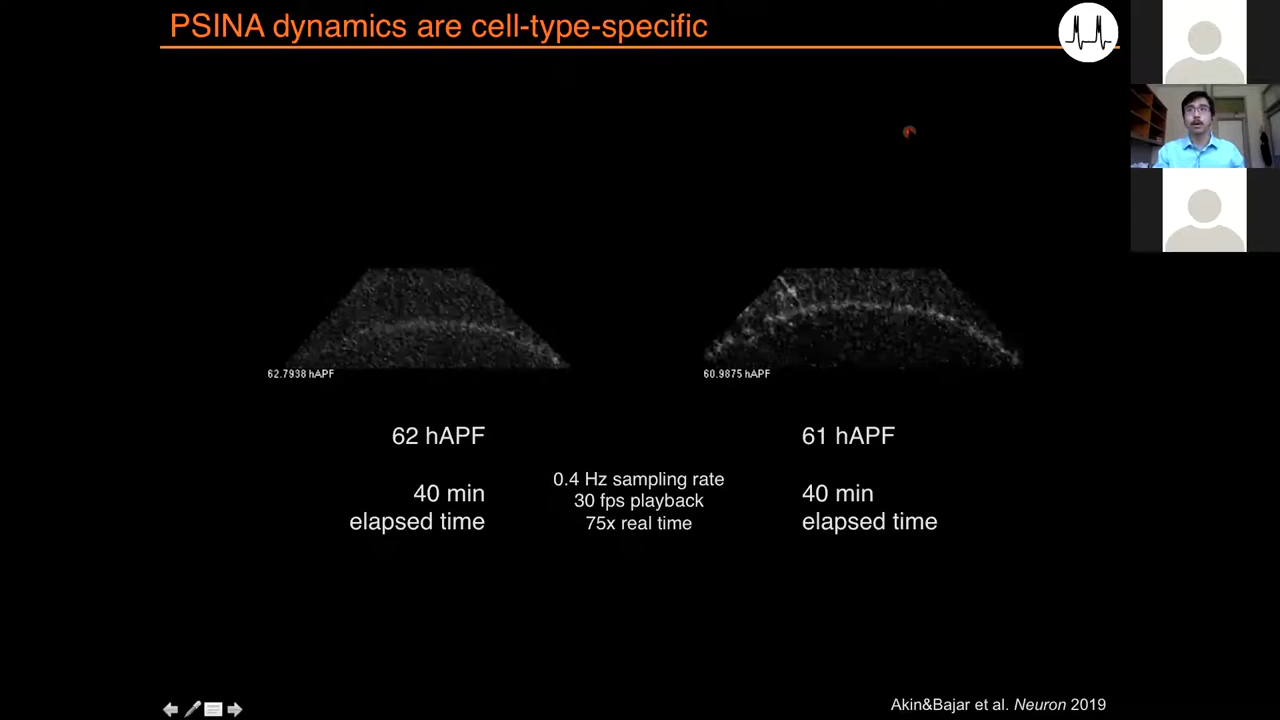 PSINA dynamics are cell-type-specific
62.7938 hAPF
60.9875 hAPF
62 hAPF
61 hAPF
40 min
elapsed time
0.4 Hz sampling rate
30 fps playback
75x real time
40 min
elapsed time
Akin&Bajar et al. Neuron 2019